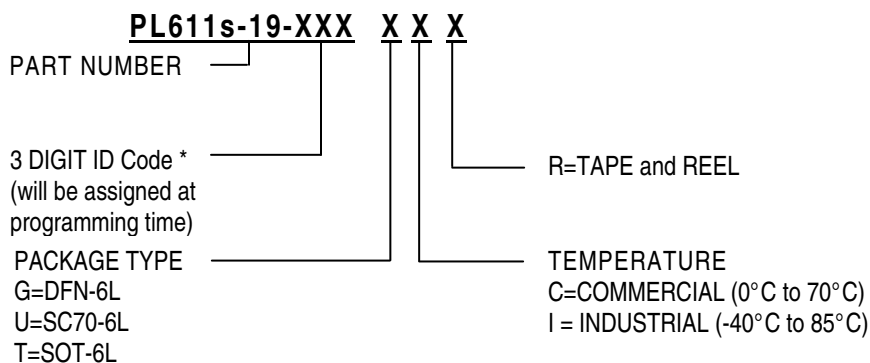 PL611s-19-XXX X X X
PART NUMBER
3 DIGIT ID Code *
(will be assigned at
programming time)
R=TAPE and REEL
PACKAGE TYPE
G=DFN-6L
U=SC70-6L
T=SOT-6L
TEMPERATURE
C=COMMERCIAL (0°C to 70°C)
I = INDUSTRIAL (-40°C to 85°C)